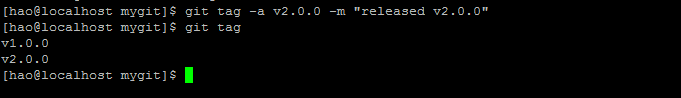 [hao@localhost mygit]$ git tag -a v2.0.0 -m "released v2.0.0"
[hao@localhost mygit]$ git tag
v1.0.0
v2.0.0
[hao@localhost mygit]$